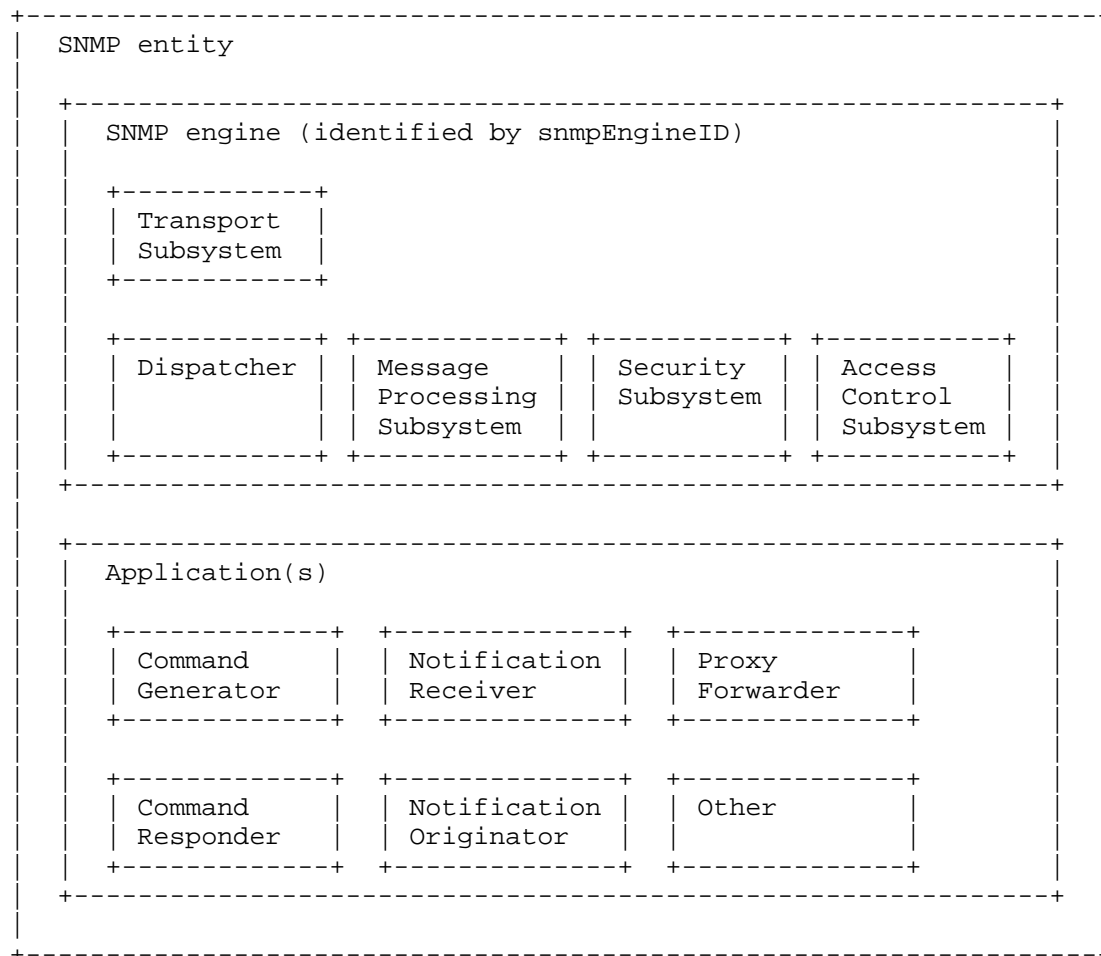 SNMP entity
SNMP engine (identified by snmpEngineID)
Transport
Subsystem
Dispatcher
Message
Processing
Subsystem
Security
Subsystem
Access
Control
Subsystem
Application(s)
Command
Generator
Notification
Receiver
Proxy
Forwarder
Command
Responder
Notification
Originator
Other